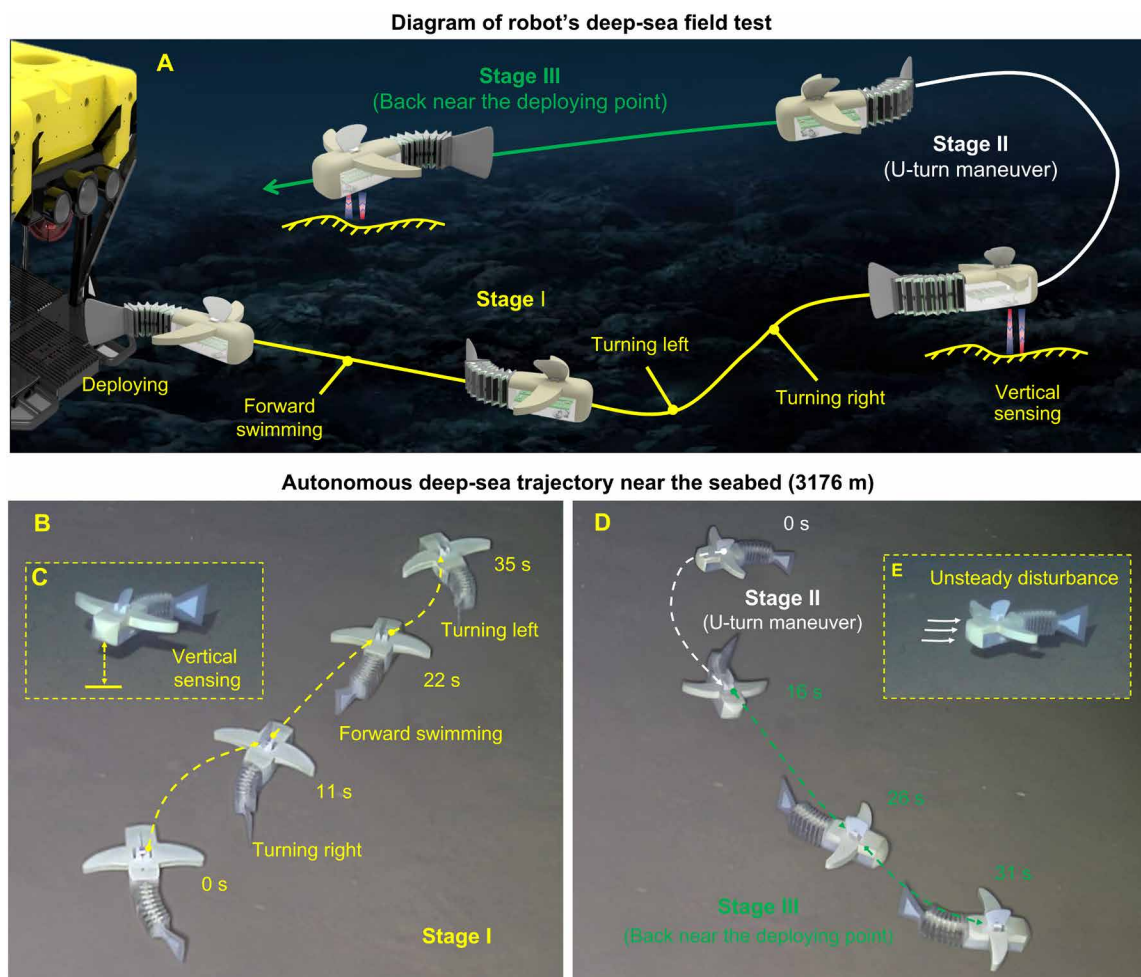 Diagram of robot's deep-sea field test
A
Stage III
(Back near the deploying point)
Stage II
(U-turn maneuver)
Stage I
Deploying
Forward
swimming
Turning left
Turning right
Vertical
sensing
Autonomous deep-sea trajectory near the seabed (3176 m)
B
C
Vertical
sensing
35 s
Turning left
22 s
Forward swimming
11 s
Turning right
0 s
Stage I
D
0 s
Stage II
(U-turn maneuver)
E
Unsteady disturbance
16 s
26 s
31 s
Stage III
(Back near the deploying point)